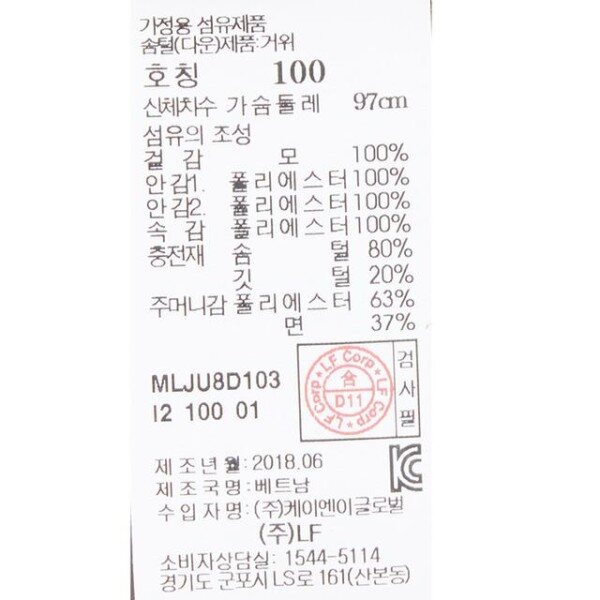 가정용 섬유제품
솜털(다운)제품:거위
호칭 100
신체치수 가슴둘레 97cm
섬유의 조성
겉 감 모 100%
안감1. 폴리에스터 100%
안감2. 폴리에스터 100%
속 감 폴리에스터 100%
충전재 솜 털 80%
깃 털 20%
주머니감 폴리에스터 63%
면 37%
MLJU8D103
I2 100 01
LF Corp ★ LF Corp ★ LF Corp ★
合
D11
검사필
제조년월:2018.06
제조국명:베트남
수입자명:(주)케이엔이글로벌
(주)LF
소비자상담실: 1544-5114
경기도 군포시 LS로 161(산본동)